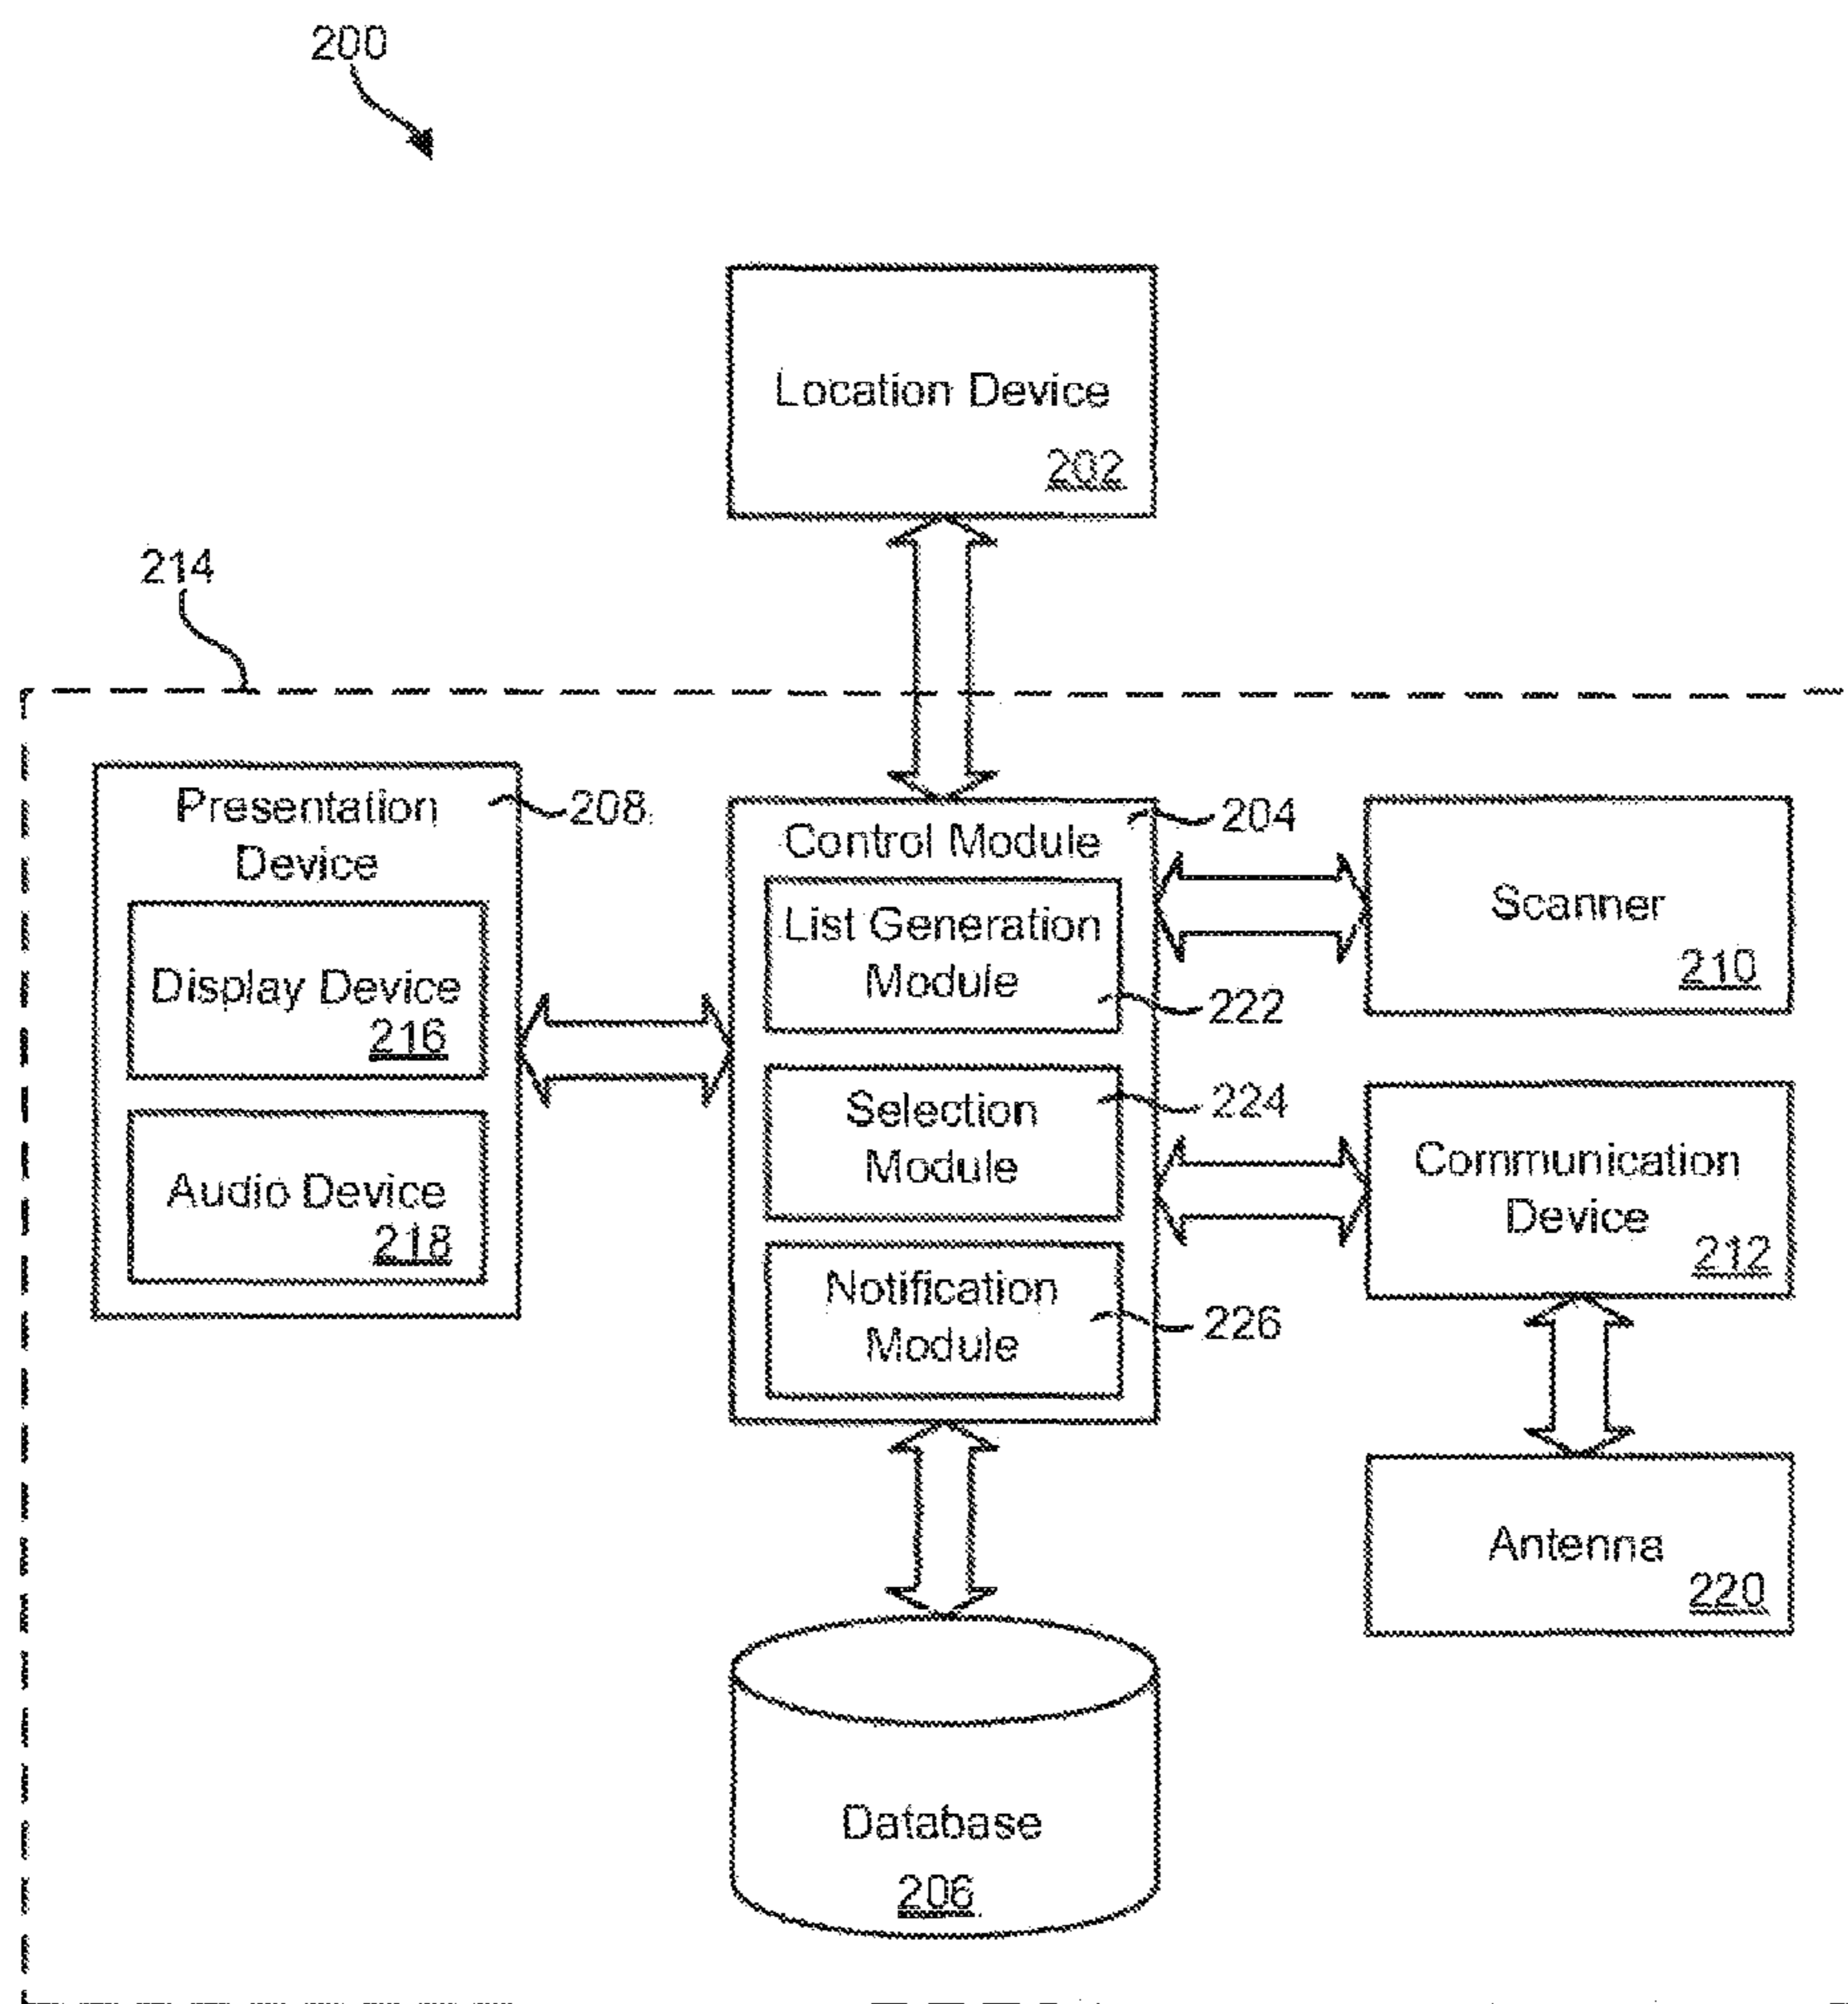 200
Location Device
202
214
Presentation
Device
208
Display Device
216
Audio Device
218
Control Module
204
List Generation
Module
222
Selection
Module
224
Notification
Module
226
Scanner
210
Communication
Device
212
Antenna
220
Database
206